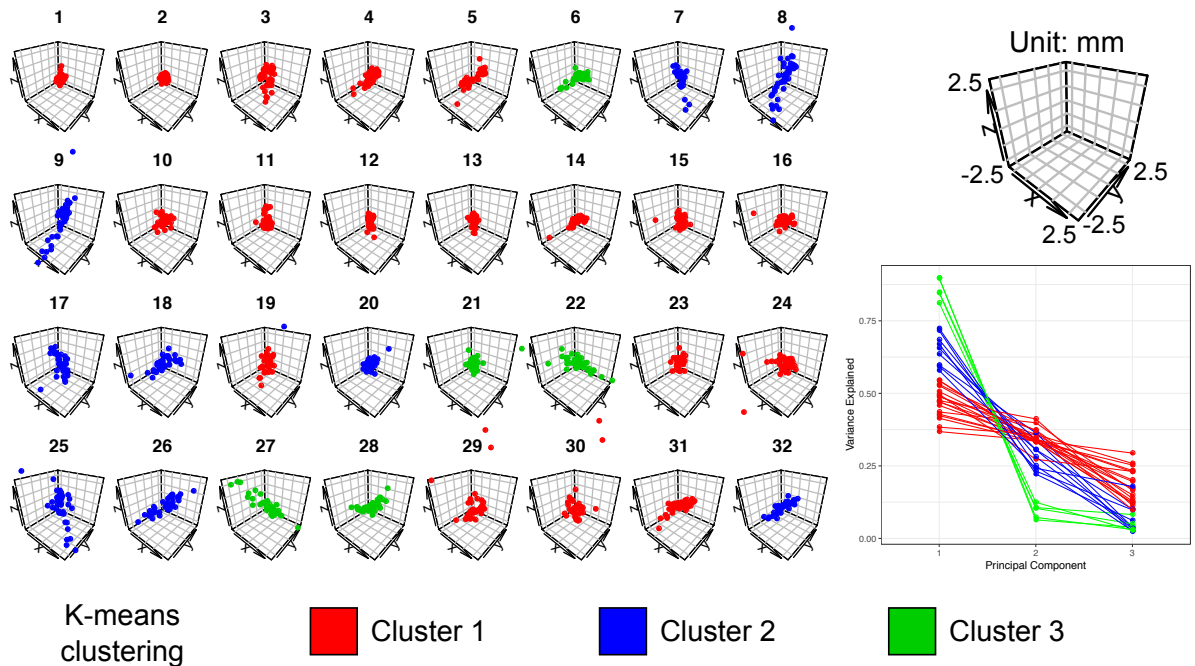 1 2 3 4 5 6 7 8
9 10 11 12 13 14 15 16
17 18 19 20 21 22 23 24
25 26 27 28 29 30 31 32
Unit: mm
2.5
Z
-2.5
X
2.5
-2.5
Y
2.5
0.75
0.50
0.25
0.00
Variance Explained
1 2 3
Principal Component
K-means
clustering
Cluster 1
Cluster 2
Cluster 3